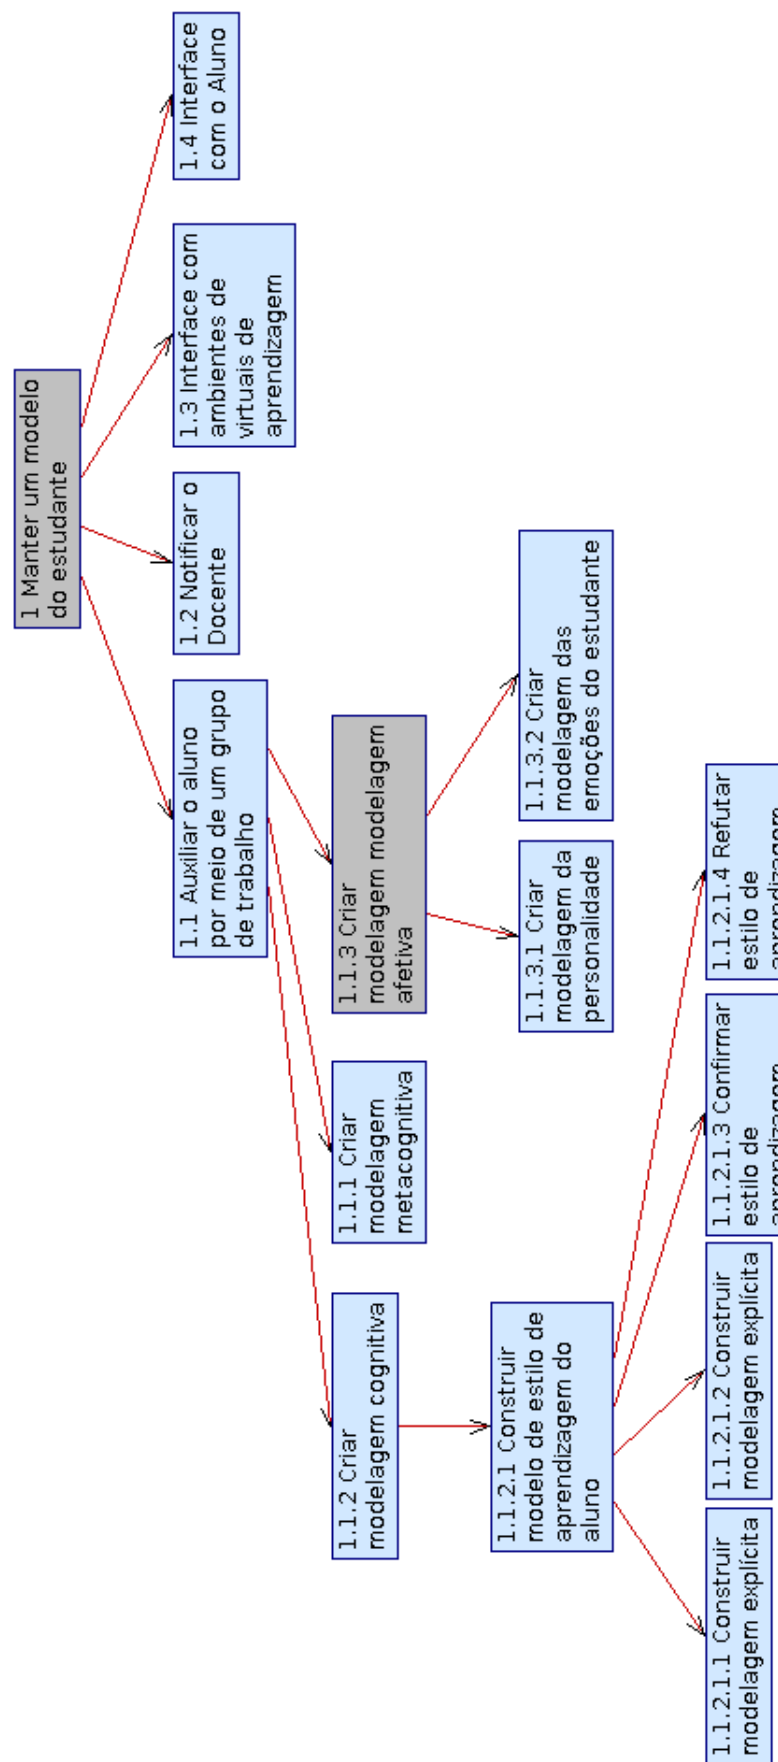 1 Manter um modelo
do estudante
1.1 Auxiliar o aluno
por meio de um grupo
de trabalho
1.2 Notificar o
Docente
1.3 Interface com
ambientes de
virtuais de
aprendizagem
1.4 Interface
com o Aluno
1.1.2 Criar
modelagem cognitiva
1.1.1 Criar
modelagem
metacognitiva
1.1.3 Criar
modelagem modelagem
afetiva
1.1.2.1 Construir
modelo de estilo de
aprendizagem do
aluno
1.1.3.1 Criar
modelagem da
personalidade
1.1.3.2 Criar
modelagem das
emoções do estudante
1.1.2.1.1 Construir
modelagem explícita
1.1.2.1.2 Construir
modelagem explícita
1.1.2.1.3 Confirmar
estilo de
aprendizagem
1.1.2.1.4 Refutar
estilo de
aprendizagem